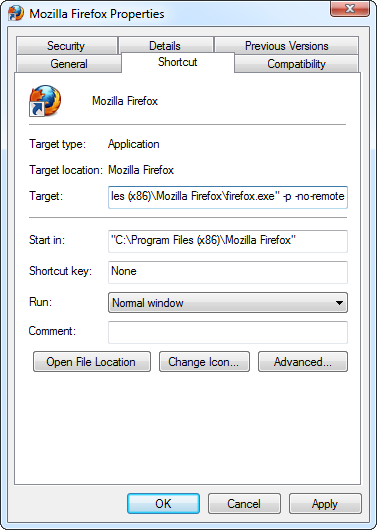 Mozilla Firefox Properties
Security Details Previous Versions
General Shortcut Compatibility
Mozilla Firefox
Target type: Application
Target location: Mozilla Firefox
Target: les (x86)\Mozilla Firefox\firefox.exe" -p -no-remote
Start in: "C:\Program Files (x86)\Mozilla Firefox"
Shortcut key: None
Run: Normal window
Comment:
Open File Location Change Icon... Advanced...
OK Cancel Apply